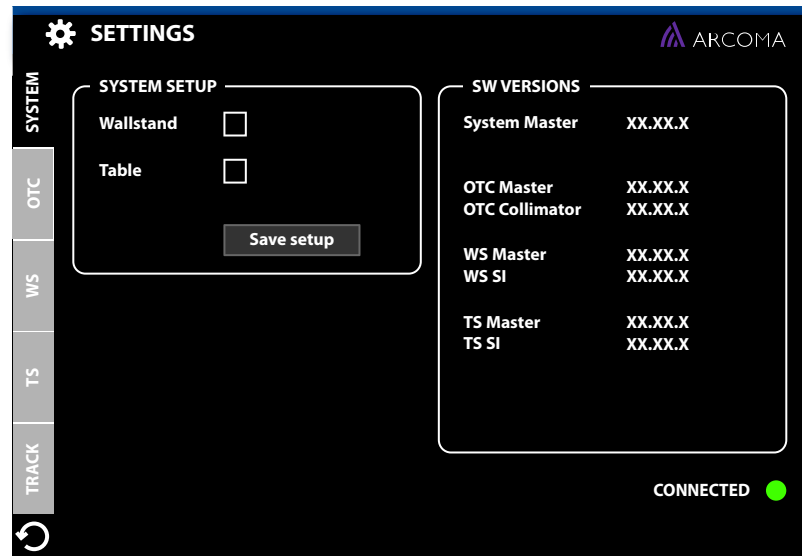 SETTINGS
ARCOMA
SYSTEM
OTC
WS
TS
TRACK
SYSTEM SETUP
Wallstand
Table
Save setup
SW VERSIONS
System Master XX.XX.X
OTC Master XX.XX.X
OTC Collimator XX.XX.X
WS Master XX.XX.X
WS SI XX.XX.X
TS Master XX.XX.X
TS SI XX.XX.X
CONNECTED